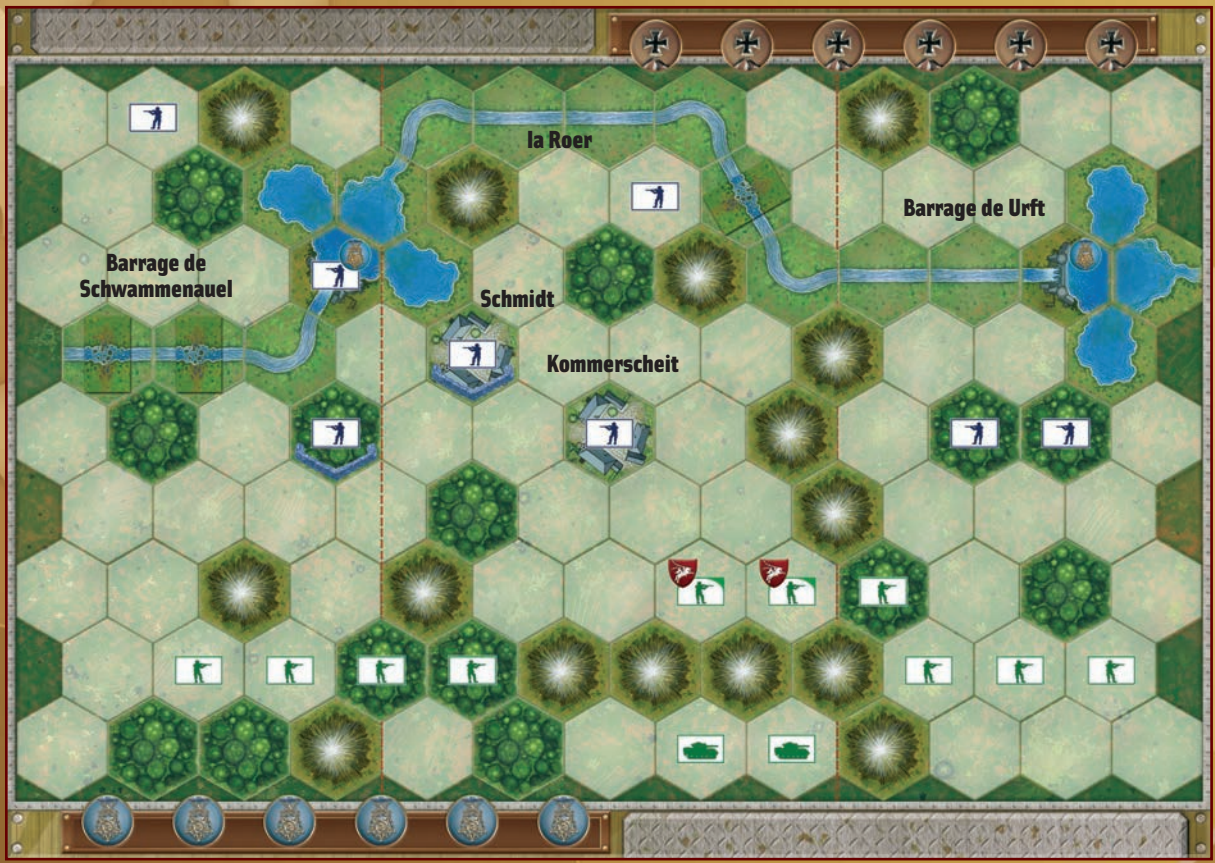 la Roer
Barrage de Urft
Barrage de
Schwammenauel
Schmidt
Kommerscheit